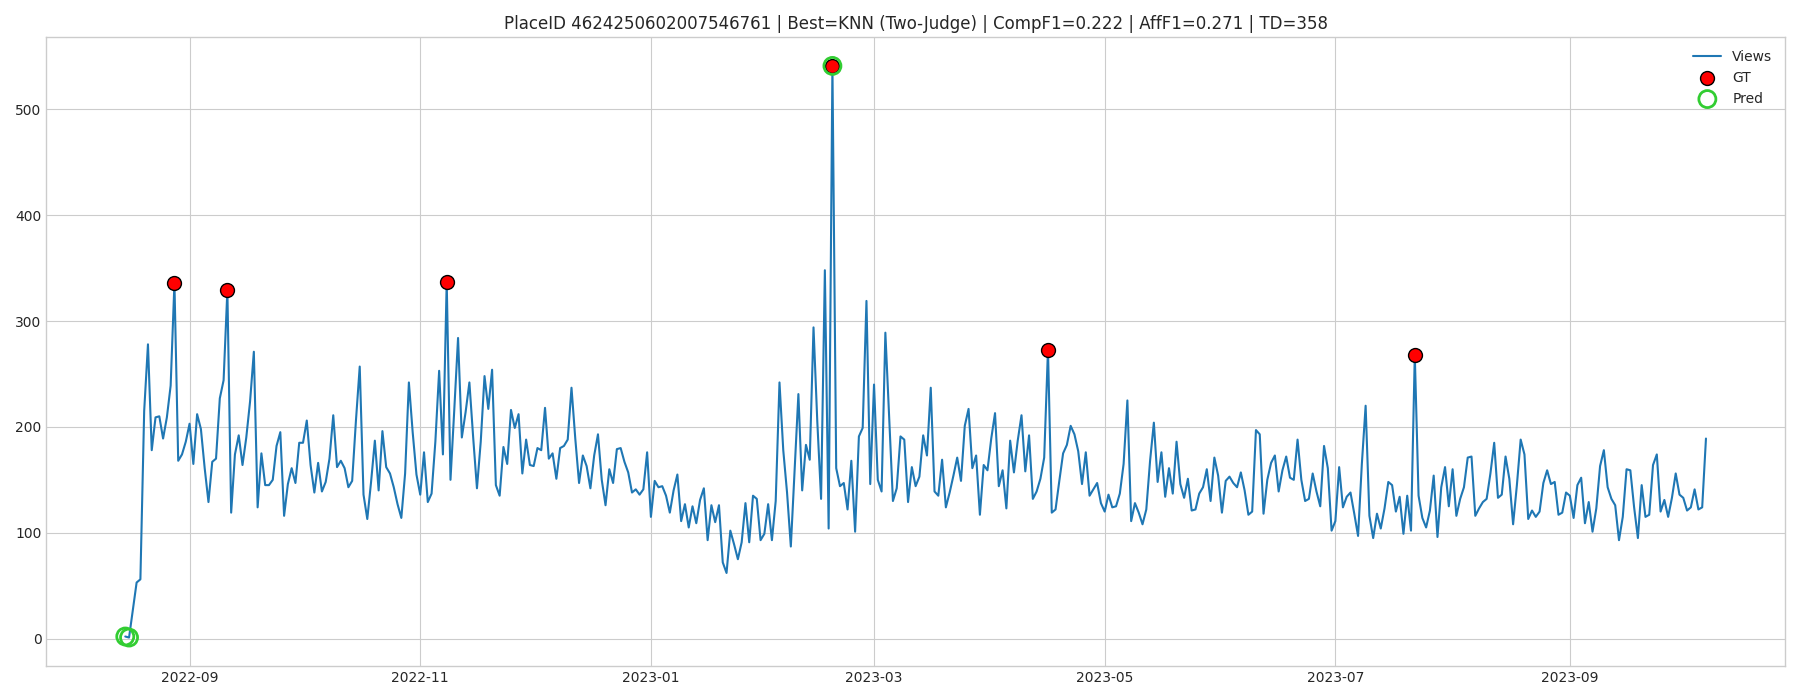 PlaceID 4624250602007546761 | Best=KNN (Two-Judge) | CompF1=0.222 | AffF1=0.271 | TD=358
Views
GT
Pred
500
400
300
200
100
0
2022-09 2022-11 2023-01 2023-03 2023-05 2023-07 2023-09